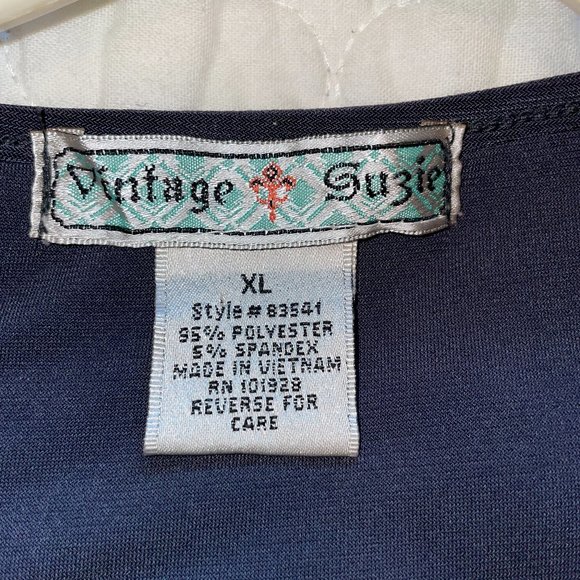 Vintage Suzie
XL
Style # 83541
95% POLYESTER
5% SPANDEX
MADE IN VIETNAM
RN 101928
REVERSE FOR
CARE